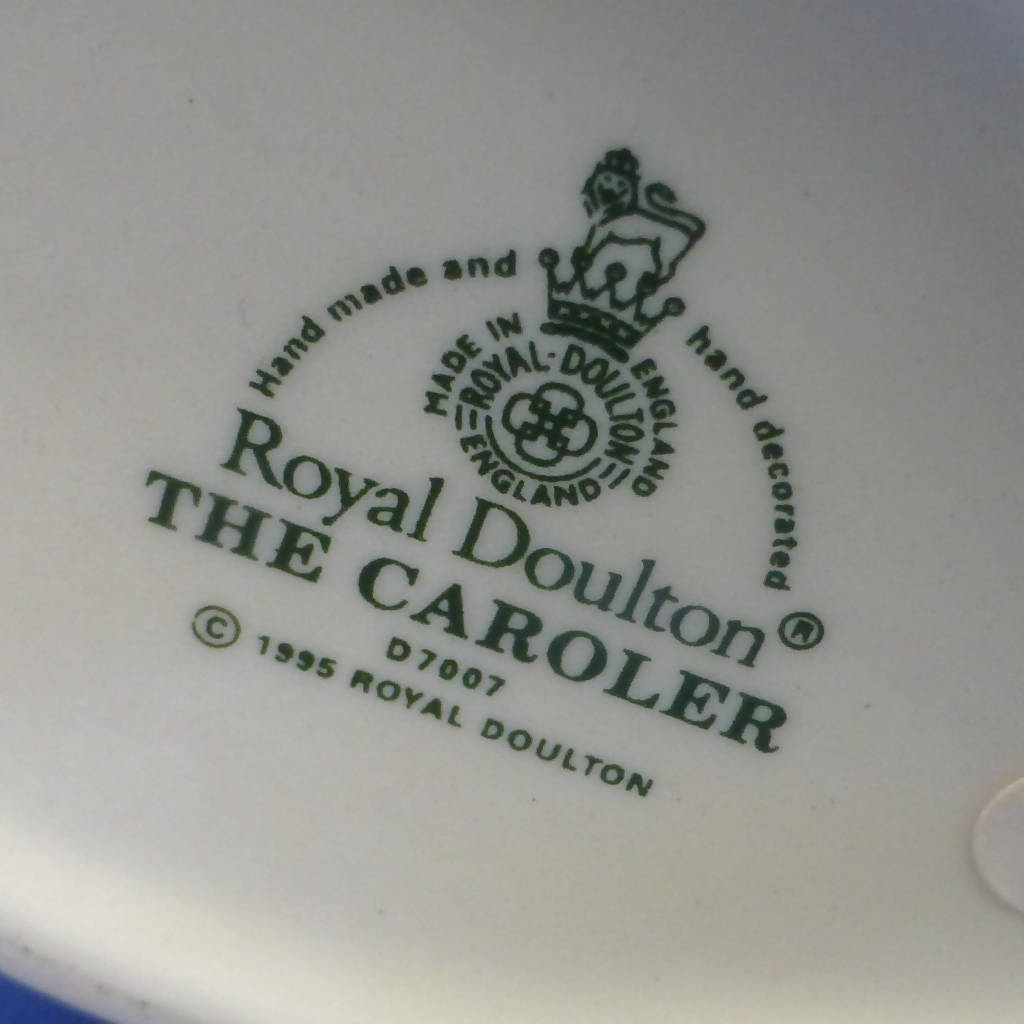 Hand made and hand decorated
MADE IN ENGLAND
ROYAL·DOULTON
ENGLAND
Royal Doulton®
THE CAROLER
D7007
© 1995 ROYAL DOULTON